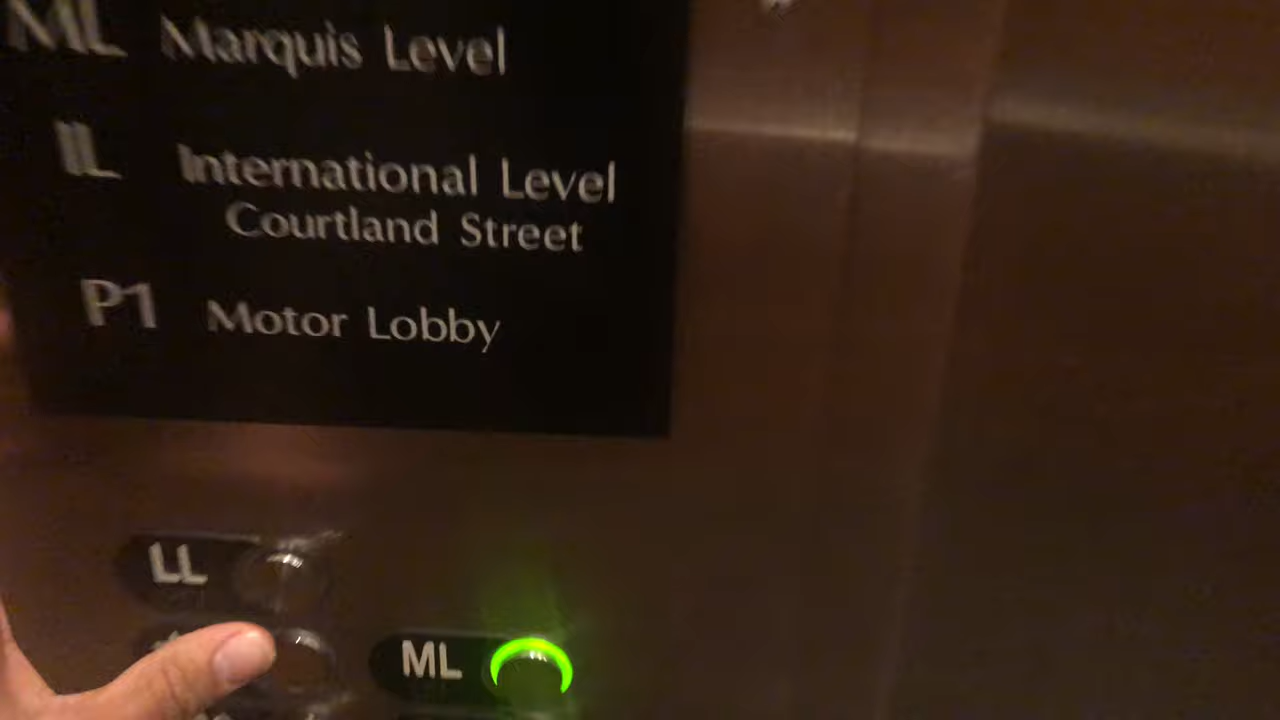 ML Marquis Level
IL International Level
Courtland Street
P1 Motor Lobby
LL
ML